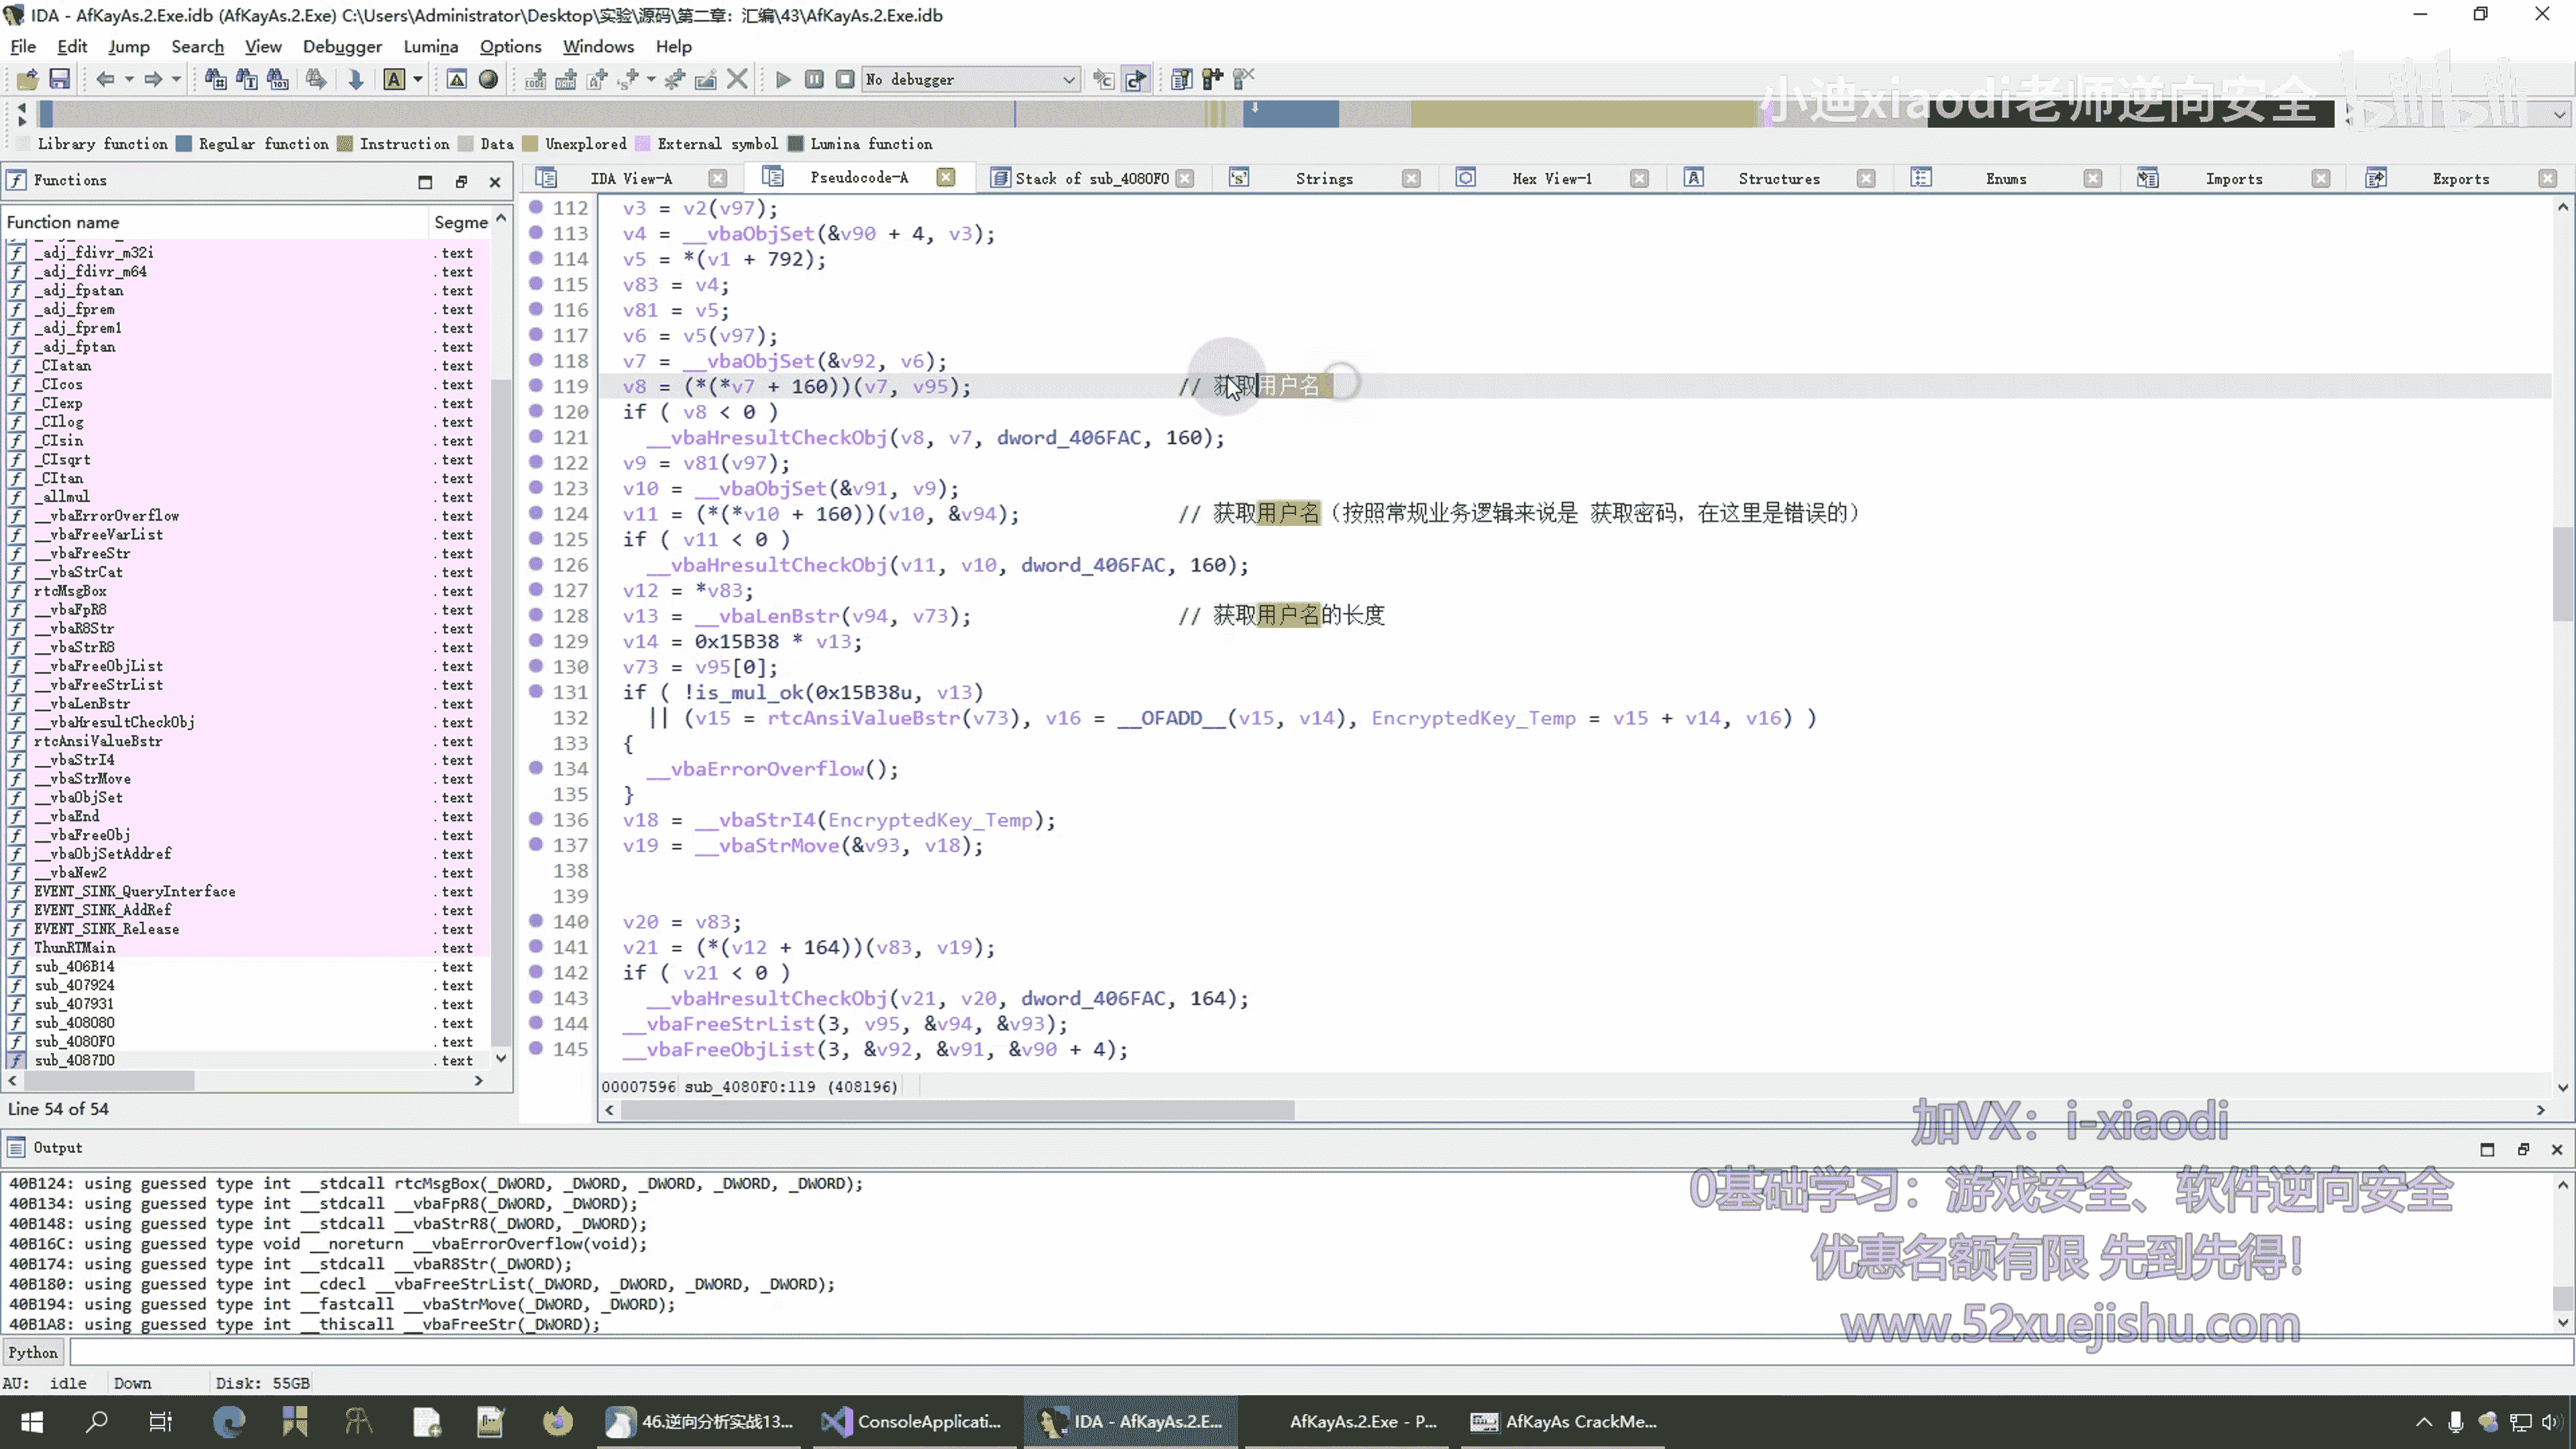 IDA - AfKayAs.2.Exe.idb (AfKayAs.2.Exe) C:\Users\Administrator\Desktop\实验\源码\第二章：汇编\43\AfKayAs.2.Exe.idb
File Edit Jump Search View Debugger Lumina Options Windows Help
No debugger
小迪xiaodi老师逆向安全 bilibili
Library function Regular function Instruction Data Unexplored External symbol Lumina function
Functions
IDA View-A Pseudocode-A Stack of sub_4080F0 Strings Hex View-1 Structures Enums Imports Exports
Function name Segme
_adj_fdivr_m32i .text
_adj_fdivr_m64 .text
_adj_fpatan .text
_adj_fprem .text
_adj_fprem1 .text
_adj_fptan .text
_CIatan .text
_CIcos .text
_CIexp .text
_CIlog .text
_CIsin .text
_CIsqrt .text
_CItan .text
_allmul .text
__vbaErrorOverflow .text
__vbaFreeVarList .text
__vbaFreeStr .text
__vbaStrCat .text
rtcMsgBox .text
__vbaFpR8 .text
__vbaR8Str .text
__vbaStrR8 .text
__vbaFreeObjList .text
__vbaFreeStrList .text
__vbaLenBstr .text
__vbaHresultCheckObj .text
rtcAnsiValueBstr .text
__vbaStrI4 .text
__vbaStrMove .text
__vbaObjSet .text
__vbaEnd .text
__vbaFreeObj .text
__vbaObjSetAddref .text
__vbaNew2 .text
EVENT_SINK_QueryInterface .text
EVENT_SINK_AddRef .text
EVENT_SINK_Release .text
ThunRTMain .text
sub_406B14 .text
sub_407924 .text
sub_407931 .text
sub_408080 .text
sub_4080F0 .text
sub_4087D0 .text
Line 54 of 54
112 v3 = v2(v97);
113 v4 = __vbaObjSet(&v90 + 4, v3);
114 v5 = *(v1 + 792);
115 v83 = v4;
116 v81 = v5;
117 v6 = v5(v97);
118 v7 = __vbaObjSet(&v92, v6);
119 v8 = (*(*v7 + 160))(v7, v95); // 获取用户名
120 if ( v8 < 0 )
121 __vbaHresultCheckObj(v8, v7, dword_406FAC, 160);
122 v9 = v81(v97);
123 v10 = __vbaObjSet(&v91, v9);
124 v11 = (*(*v10 + 160))(v10, &v94); // 获取用户名（按照常规业务逻辑来说是 获取密码，在这里是错误的）
125 if ( v11 < 0 )
126 __vbaHresultCheckObj(v11, v10, dword_406FAC, 160);
127 v12 = *v83;
128 v13 = __vbaLenBstr(v94, v73); // 获取用户名的长度
129 v14 = 0x15B38 * v13;
130 v73 = v95[0];
131 if ( !is_mul_ok(0x15B38u, v13)
132 || (v15 = rtcAnsiValueBstr(v73), v16 = __OFADD__(v15, v14), EncryptedKey_Temp = v15 + v14, v16) )
133 {
134 __vbaErrorOverflow();
135 }
136 v18 = __vbaStrI4(EncryptedKey_Temp);
137 v19 = __vbaStrMove(&v93, v18);
138
139
140 v20 = v83;
141 v21 = (*(v12 + 164))(v83, v19);
142 if ( v21 < 0 )
143 __vbaHresultCheckObj(v21, v20, dword_406FAC, 164);
144 __vbaFreeStrList(3, v95, &v94, &v93);
145 __vbaFreeObjList(3, &v92, &v91, &v90 + 4);
00007596 sub_4080F0:119 (408196)
Output
40B124: using guessed type int __stdcall rtcMsgBox(_DWORD, _DWORD, _DWORD, _DWORD, _DWORD);
40B134: using guessed type int __stdcall __vbaFpR8(_DWORD, _DWORD);
40B148: using guessed type int __stdcall __vbaStrR8(_DWORD, _DWORD);
40B16C: using guessed type void __noreturn __vbaErrorOverflow(void);
40B174: using guessed type int __stdcall __vbaR8Str(_DWORD);
40B180: using guessed type int __cdecl __vbaFreeStrList(_DWORD, _DWORD, _DWORD, _DWORD);
40B194: using guessed type int __fastcall __vbaStrMove(_DWORD, _DWORD);
40B1A8: using guessed type int __thiscall __vbaFreeStr(_DWORD);
加VX：i-xiaodi
0基础学习：游戏安全、软件逆向安全
优惠名额有限 先到先得！
www.52xuejishu.com
Python
AU: idle Down Disk: 55GB
46.逆向分析实战13... ConsoleApplicati... IDA - AfKayAs.2.E... AfKayAs.2.Exe - P... AfKayAs CrackMe...